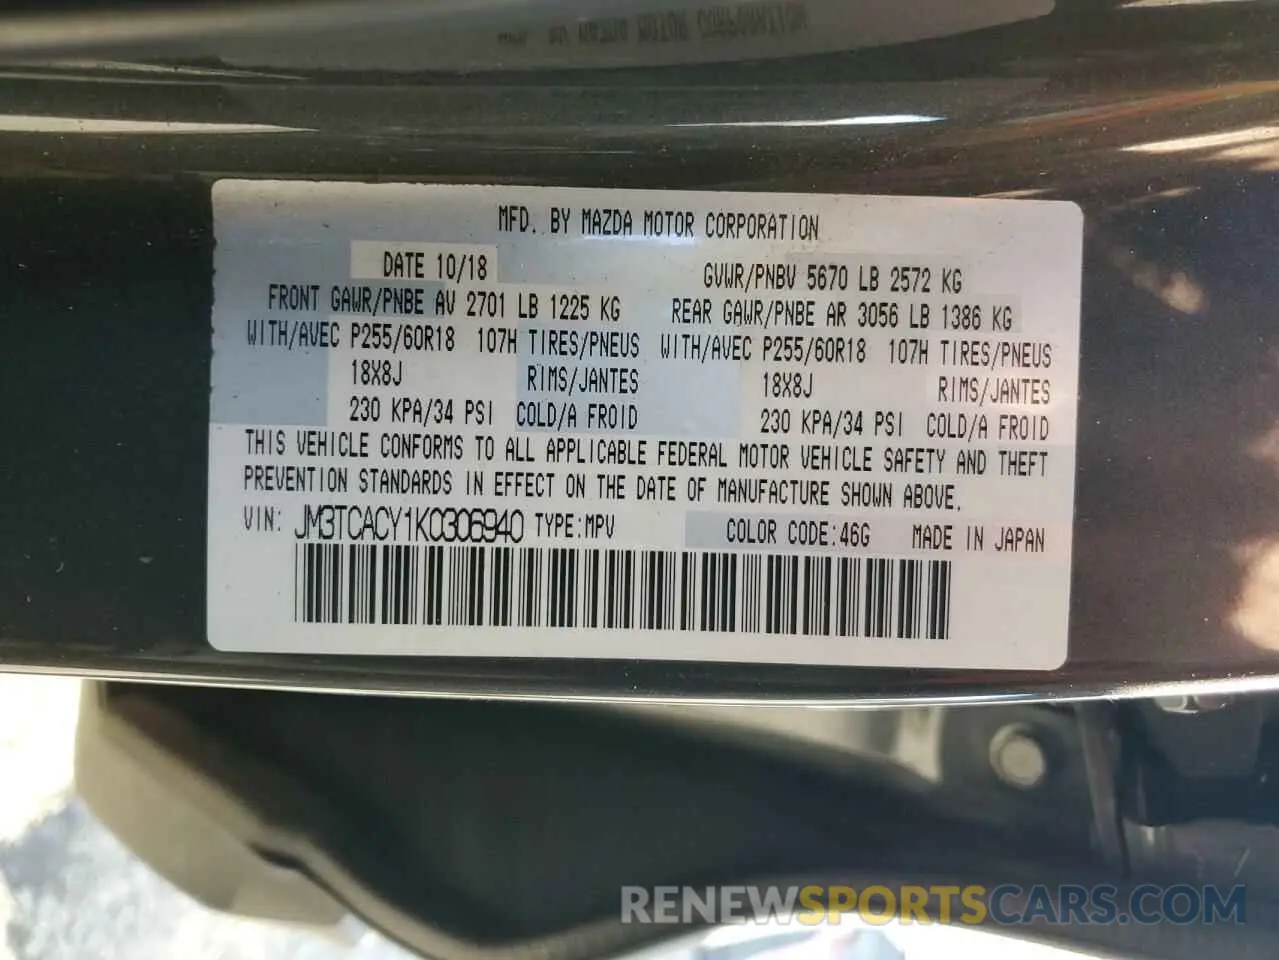 MFD. BY MAZDA MOTOR CORPORATION
DATE 10/18 GVWR/PNBV 5670 LB 2572 KG
FRONT GAWR/PNBE AV 2701 LB 1225 KG REAR GAWR/PNBE AR 3056 LB 1386 KG
WITH/AVEC P255/60R18 107H TIRES/PNEUS WITH/AVEC P255/60R18 107H TIRES/PNEUS
18X8J RIMS/JANTES 18X8J RIMS/JANTES
230 KPA/34 PSI COLD/A FROID 230 KPA/34 PSI COLD/A FROID
THIS VEHICLE CONFORMS TO ALL APPLICABLE FEDERAL MOTOR VEHICLE SAFETY AND THEFT
PREVENTION STANDARDS IN EFFECT ON THE DATE OF MANUFACTURE SHOWN ABOVE.
VIN: JM3TCACY1K0306940 TYPE:MPV COLOR CODE:46G MADE IN JAPAN
RENEWSPORTSCARS.COM